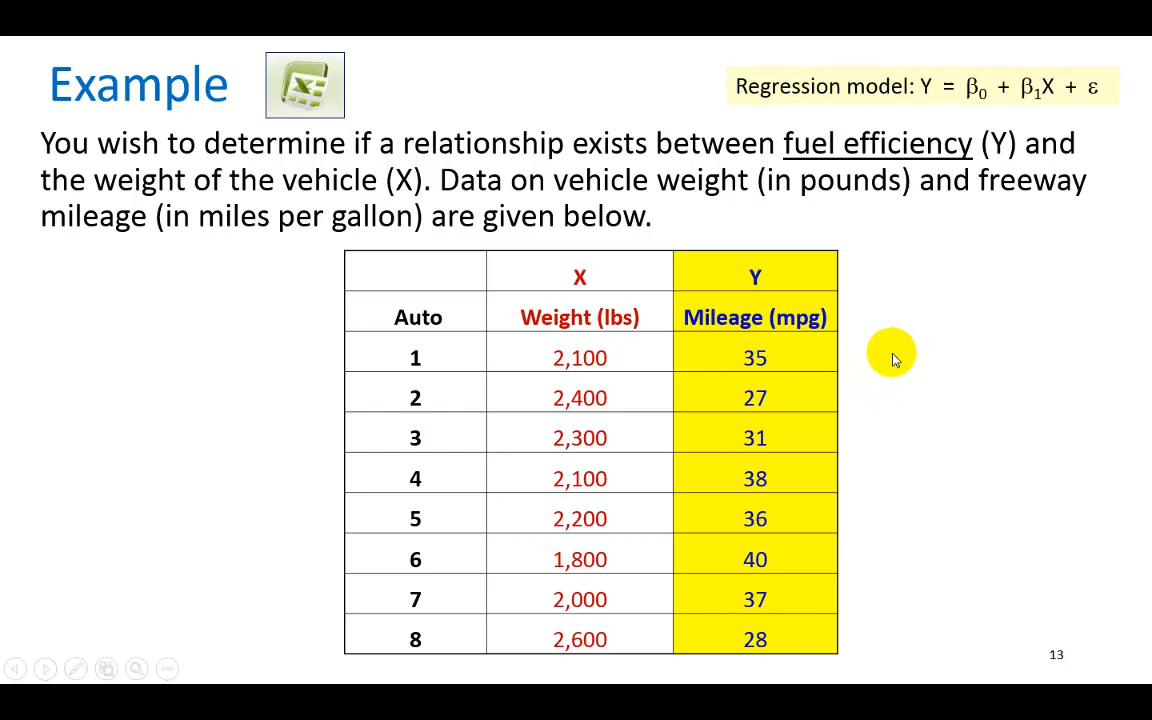 Example
Regression model: Y = β0 + β1X + ε
You wish to determine if a relationship exists between fuel efficiency (Y) and
the weight of the vehicle (X). Data on vehicle weight (in pounds) and freeway
mileage (in miles per gallon) are given below.
X Y
Auto Weight (lbs) Mileage (mpg)
1 2,100 35
2 2,400 27
3 2,300 31
4 2,100 38
5 2,200 36
6 1,800 40
7 2,000 37
8 2,600 28
13